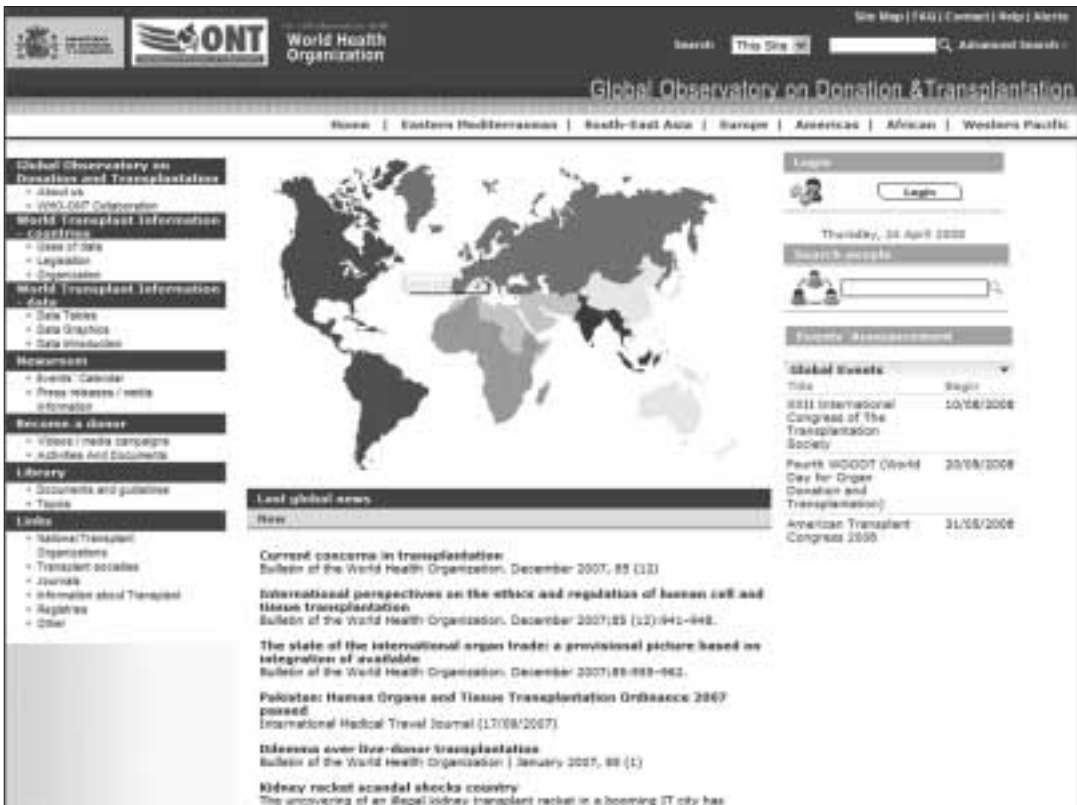 Site Map | FAQ | Contact | Help | Alerts
ONT
World Health
Organization
Search This Site Advanced Search
Global Observatory on Donation & Transplantation
Home | Eastern Mediterranean | South-East Asia | Europe | Americas | African | Western Pacific
Global Observatory on
Donation and Transplantation
About us
WHO-ONT Collaboration
World Transplant Information
- countries
Uses of data
Legislation
Organization
World Transplant Information
- data
Data Tables
Data Graphics
Data Introduction
Newsroom
Events' Calendar
Press releases / media
information
Become a donor
Videos / media campaigns
Activities And Documents
Library
Documents and guidelines
Topics
Links
National Transplant
Organizations
Transplant societies
Journals
Information about Transplant
Registries
Other
Last global news
New
Current concerns in transplantation
Bulletin of the World Health Organization. December 2007, 85 (12)
International perspectives on the ethics and regulation of human cell and
tissue transplantation
Bulletin of the World Health Organization. December 2007;85 (12):941-948.
The state of the international organ trade: a provisional picture based on
integration of available
Bulletin of the World Health Organization. December 2007;85:955-962.
Pakistan: Human Organs and Tissue Transplantation Ordinance 2007
passed
International Medical Travel Journal (17/09/2007)
Dilemma over live-donor transplantation
Bulletin of the World Health Organization | January 2007, 85 (1)
Kidney racket scandal shocks country
The uncovering of an illegal kidney transplant racket in a booming IT city has
Login
Login
Thursday, 24 April 2008
Search people
Events' Announcement
Global Events
Title Begin
XXII International 10/08/2008
Congress of The
Transplantation
Society
Fourth WODDT (World
Day for Organ
Donation and
Transplantation)
American Transplant 31/05/2008
Congress 2008